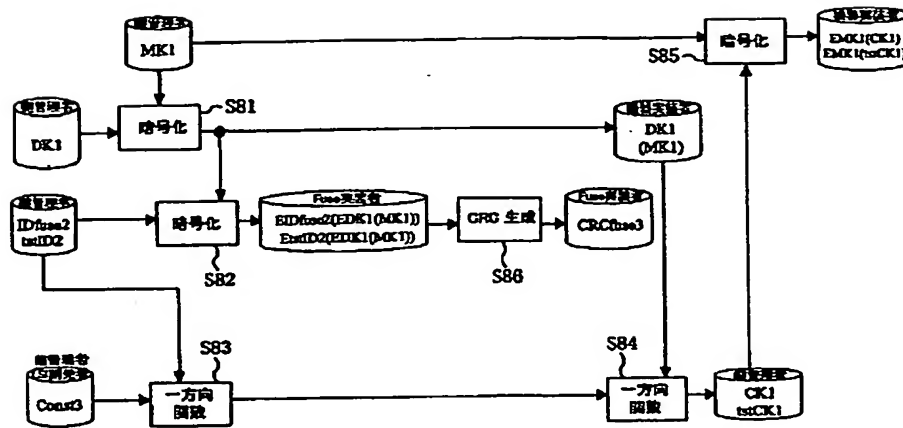 MK1
暗号化
S85
EMK1(CK1)
EMK1(tstCK1)
S81
DK1
暗号化
DK1
(MK1)
IDfuse2
tstID2
暗号化
S82
EIDfuse2(EDK1(MK1))
EtstID2(EDK1(MK1))
CRC 生成
S86
CRCfuse3
Const3
S83
一方向
関数
S84
一方向
関数
CK1
tstCK1